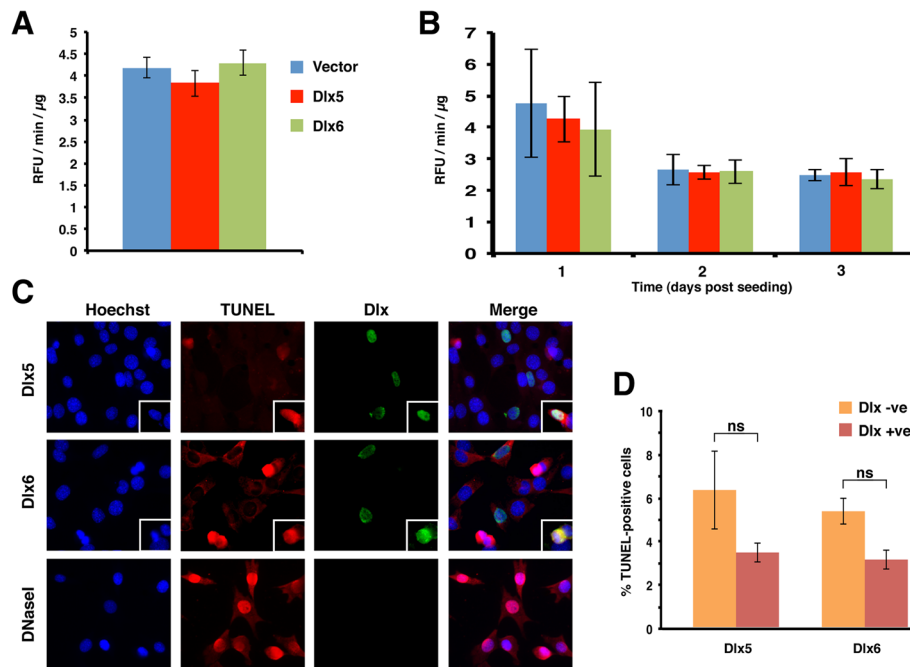 A
RFU / min / µg
5
4.5
4
3.5
3
2.5
2
1.5
1
0.5
0
Vector
Dlx5
Dlx6
B
RFU / min / µg
7
6
5
4
3
2
1
0
1
2
3
Time (days post seeding)
C
Hoechst
TUNEL
Dlx
Merge
Dlx5
Dlx6
DNaseI
D
Dlx -ve
Dlx +ve
% TUNEL-positive cells
10
8
6
4
2
0
ns
ns
Dlx5
Dlx6